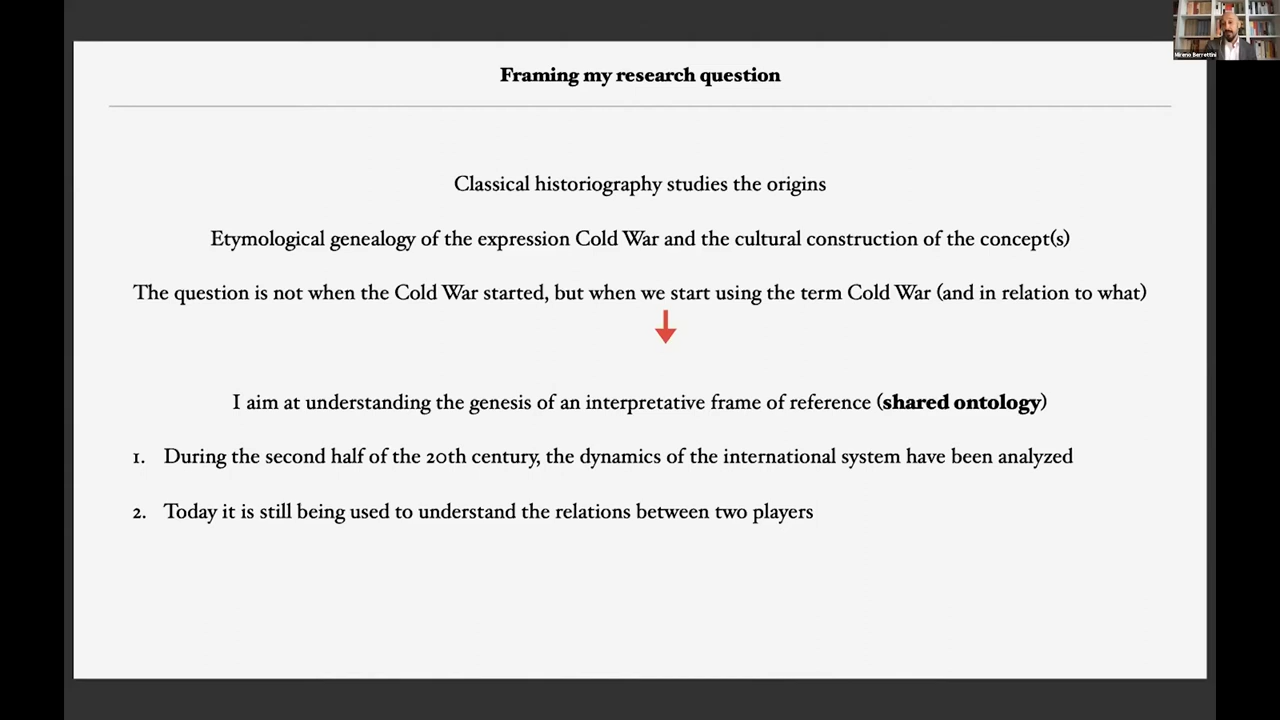 Framing my research question
Mireno Berrettini
Classical historiography studies the origins
Etymological genealogy of the expression Cold War and the cultural construction of the concept(s)
The question is not when the Cold War started, but when we start using the term Cold War (and in relation to what)
I aim at understanding the genesis of an interpretative frame of reference (shared ontology)
1. During the second half of the 20th century, the dynamics of the international system have been analyzed
2. Today it is still being used to understand the relations between two players